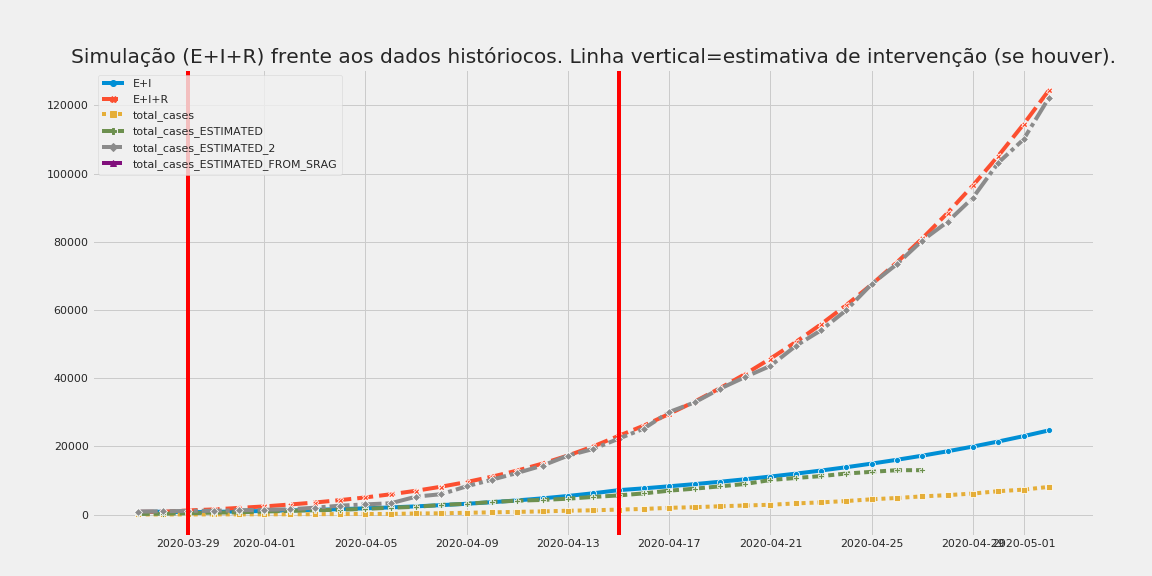 Simulação (E+I+R) frente aos dados históriocos. Linha vertical=estimativa de intervenção (se houver).
E+I
E+I+R
total_cases
total_cases_ESTIMATED
total_cases_ESTIMATED_2
total_cases_ESTIMATED_FROM_SRAG
120000
100000
80000
60000
40000
20000
0
2020-03-29 2020-04-01 2020-04-05 2020-04-09 2020-04-13 2020-04-17 2020-04-21 2020-04-25 2020-04-29 2020-05-01